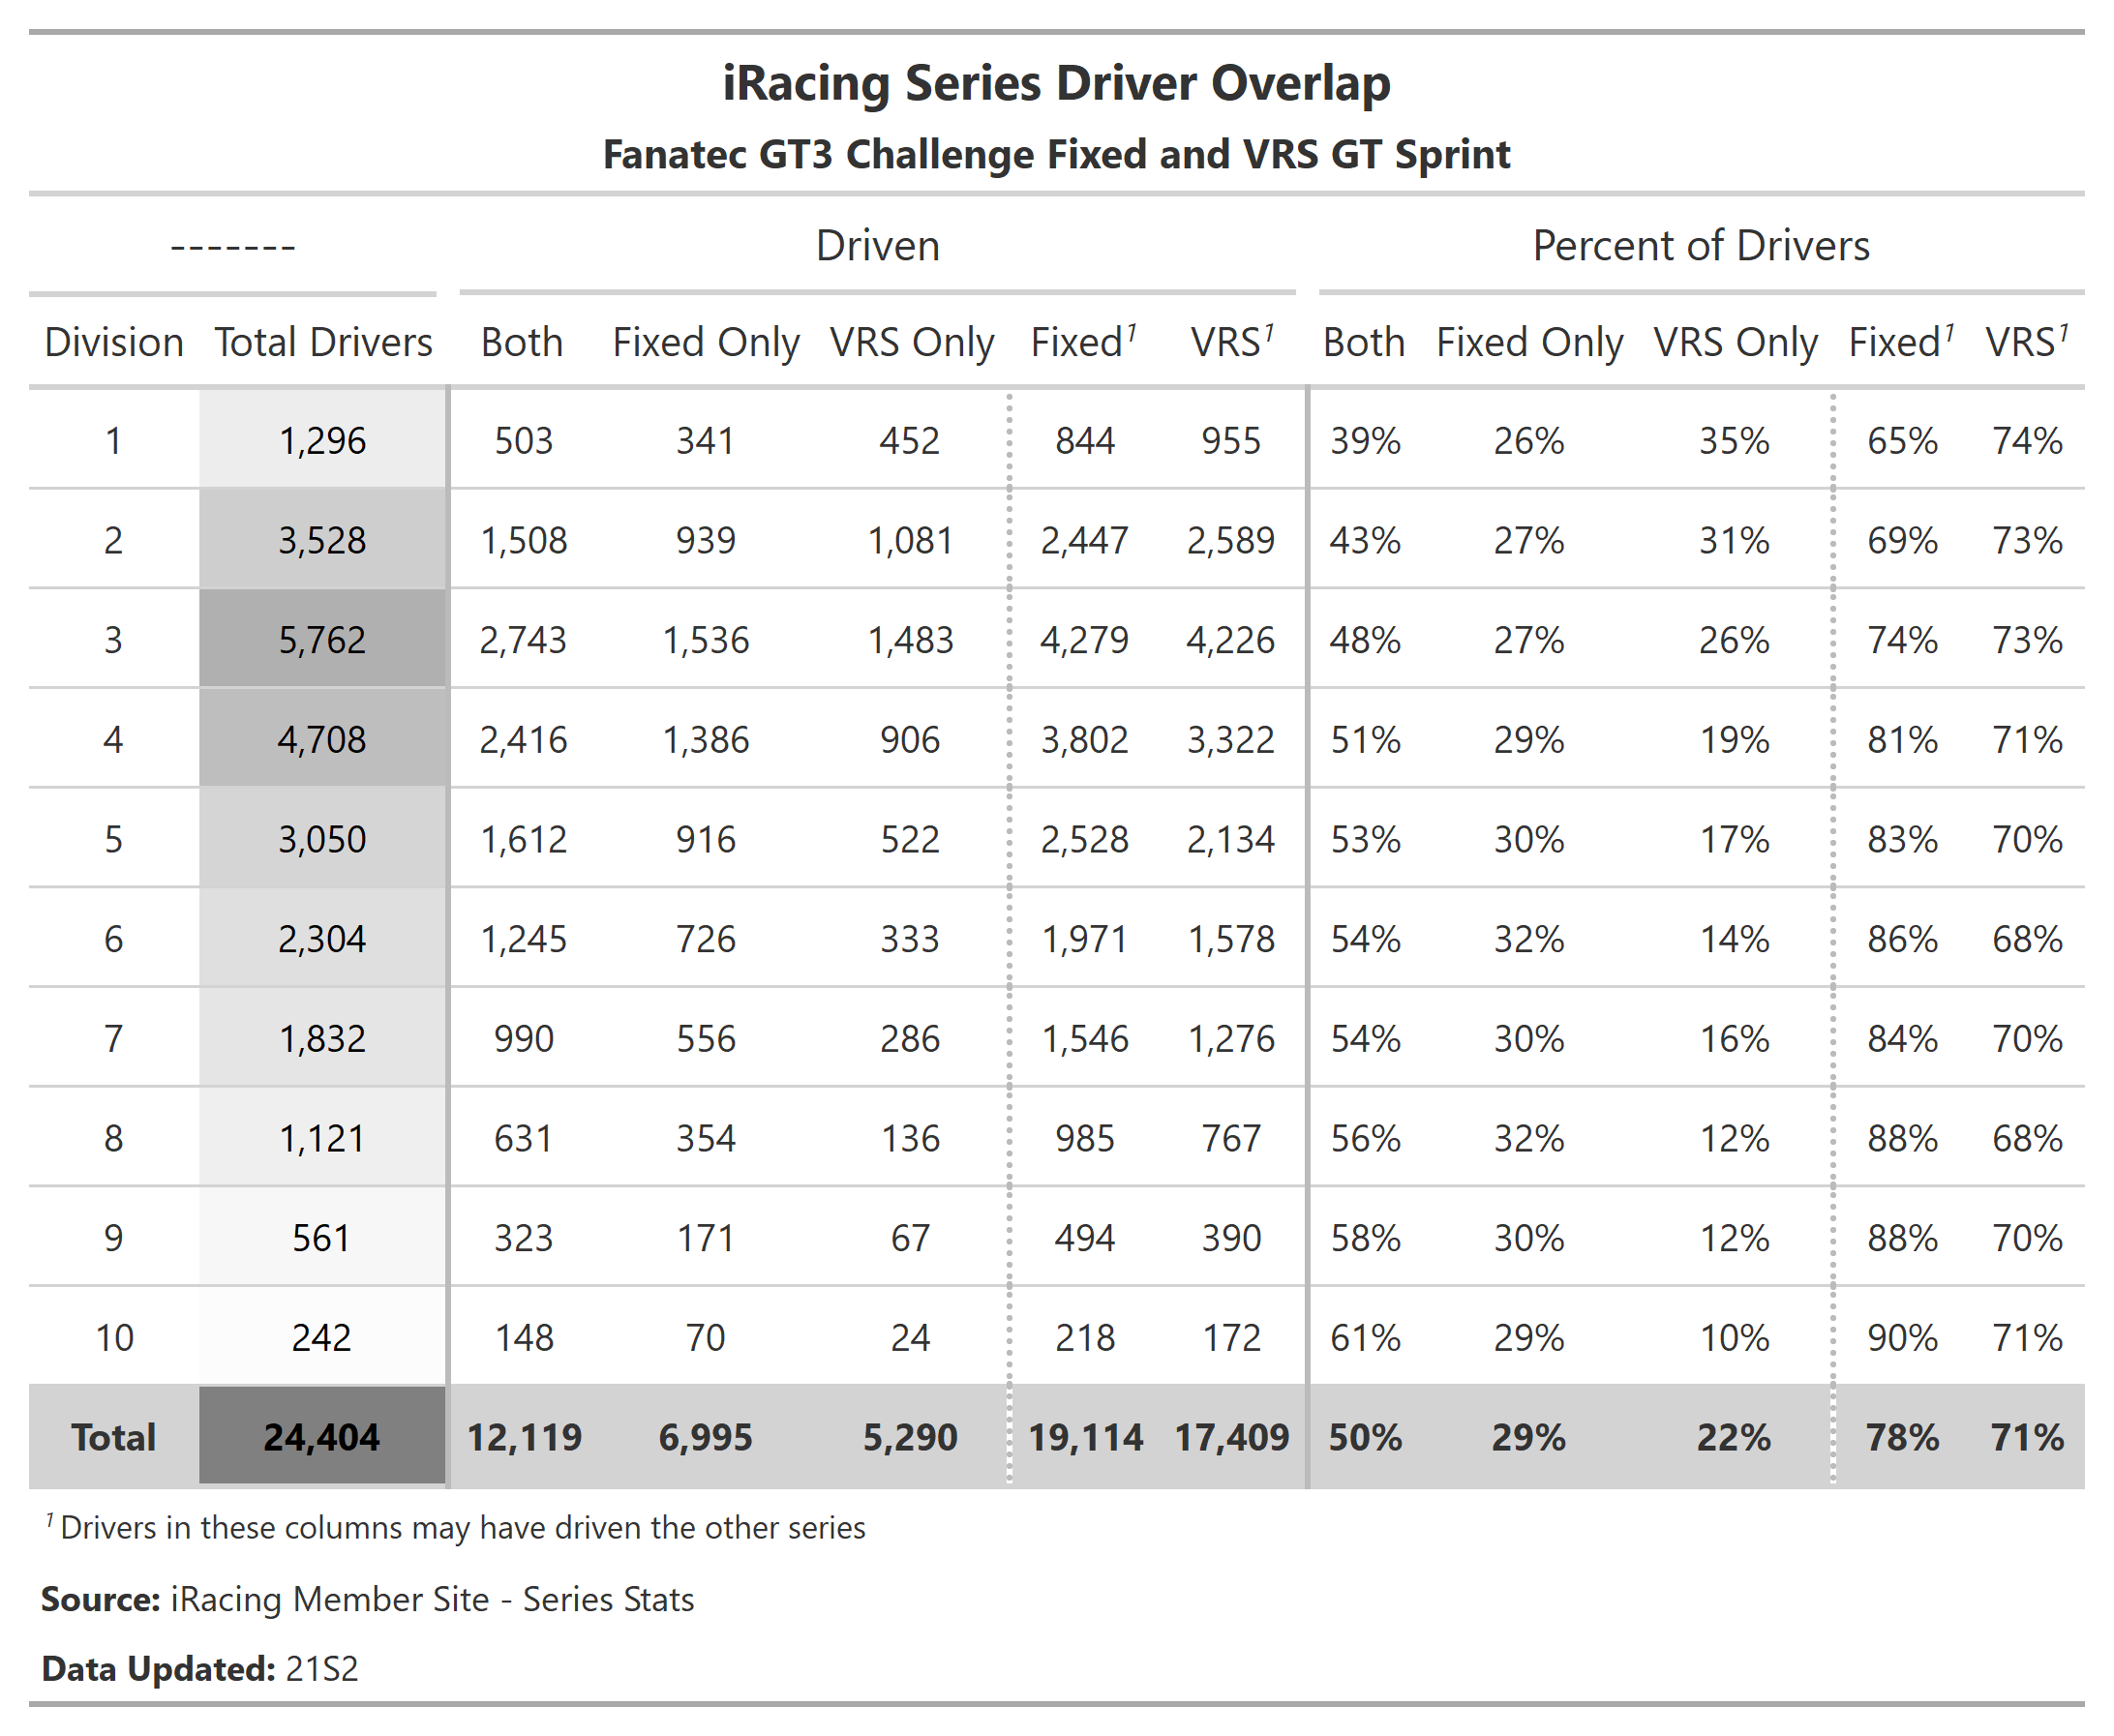 iRacing Series Driver Overlap
Fanatec GT3 Challenge Fixed and VRS GT Sprint
------- Driven Percent of Drivers
Division Total Drivers Both Fixed Only VRS Only Fixed¹ VRS¹ Both Fixed Only VRS Only Fixed¹ VRS¹
1 1,296 503 341 452 844 955 39% 26% 35% 65% 74%
2 3,528 1,508 939 1,081 2,447 2,589 43% 27% 31% 69% 73%
3 5,762 2,743 1,536 1,483 4,279 4,226 48% 27% 26% 74% 73%
4 4,708 2,416 1,386 906 3,802 3,322 51% 29% 19% 81% 71%
5 3,050 1,612 916 522 2,528 2,134 53% 30% 17% 83% 70%
6 2,304 1,245 726 333 1,971 1,578 54% 32% 14% 86% 68%
7 1,832 990 556 286 1,546 1,276 54% 30% 16% 84% 70%
8 1,121 631 354 136 985 767 56% 32% 12% 88% 68%
9 561 323 171 67 494 390 58% 30% 12% 88% 70%
10 242 148 70 24 218 172 61% 29% 10% 90% 71%
Total 24,404 12,119 6,995 5,290 19,114 17,409 50% 29% 22% 78% 71%
¹ Drivers in these columns may have driven the other series
Source: iRacing Member Site - Series Stats
Data Updated: 21S2